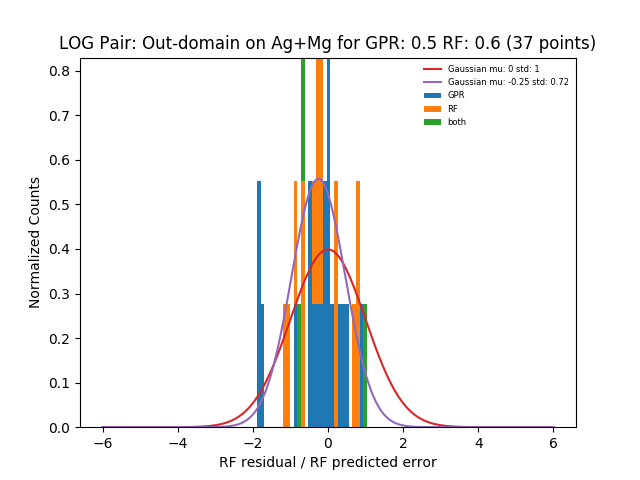 LOG Pair: Out-domain on Ag+Mg for GPR: 0.5 RF: 0.6 (37 points)
Gaussian mu: 0 std: 1
Gaussian mu: -0.25 std: 0.72
GPR
RF
both
Normalized Counts
0.8
0.7
0.6
0.5
0.4
0.3
0.2
0.1
0.0
−6 −4 −2 0 2 4 6
RF residual / RF predicted error